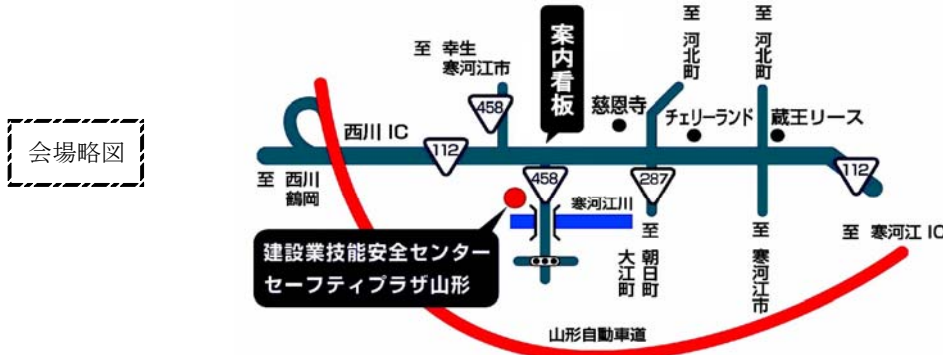 会場略図
至 幸生
寒河江市
458
案内看板
慈恩寺
至 河北町
チェリーランド
至 河北町
蔵王リース
西川 IC
112
至 西川
鶴岡
458
287
112
寒河江川
建設業技能安全センター
セーフティプラザ山形
至 朝日町
大江町
至 寒河江市
至 寒河江 IC
山形自動車道